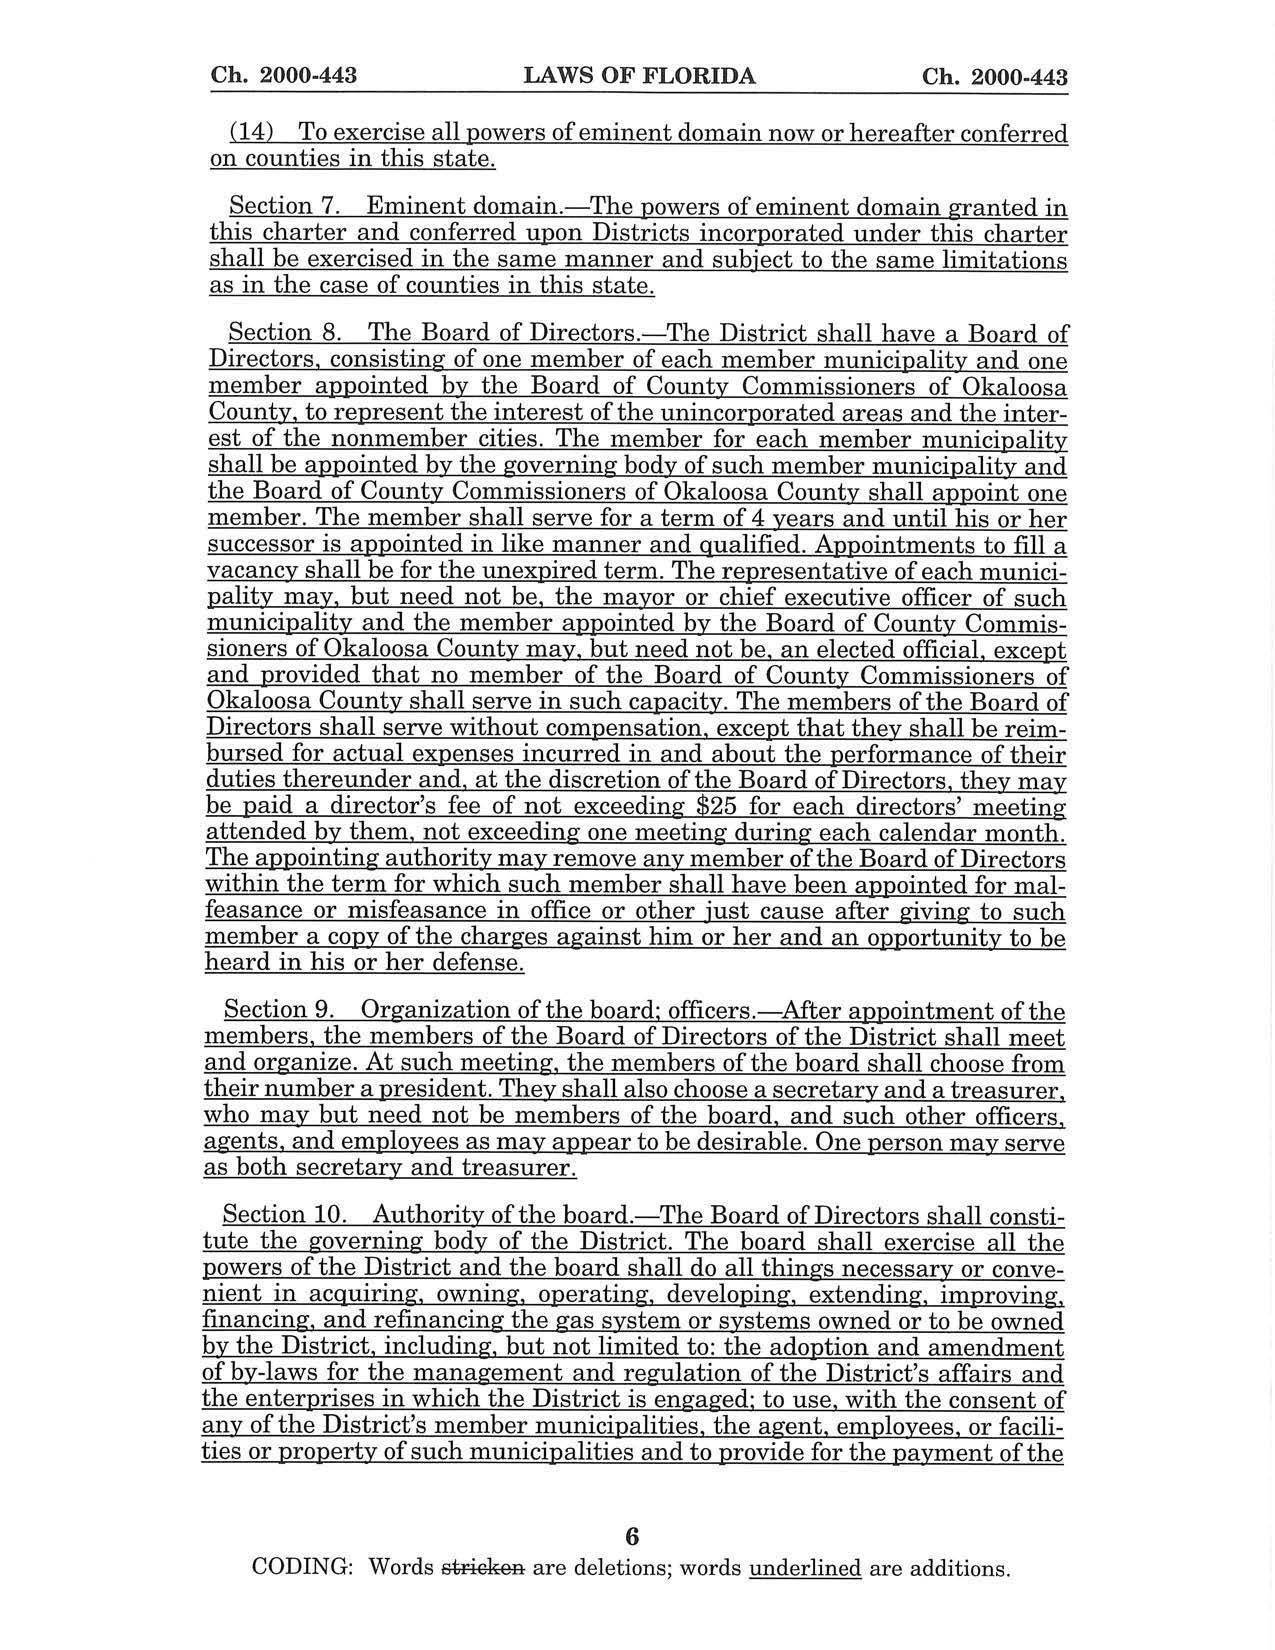 Ch. 2000-443 LAWS OF FLORIDA Ch. 2000-443
(14) To exercise all powers of eminent domain now or hereafter conferred
on counties in this state.
Section 7. Eminent domain.—The powers of eminent domain granted in
this charter and conferred upon Districts incorporated under this charter
shall be exercised in the same manner and subject to the same limitations
as in the case of counties in this state.
Section 8. The Board of Directors.—The District shall have a Board of
Directors, consisting of one member of each member municipality and one
member appointed by the Board of County Commissioners of Okaloosa
County, to represent the interest of the unincorporated areas and the inter-
est of the nonmember cities. The member for each member municipality
shall be appointed by the governing body of such member municipality and
the Board of County Commissioners of Okaloosa County shall appoint one
member. The member shall serve for a term of 4 years and until his or her
successor is appointed in like manner and qualified. Appointments to fill a
vacancy shall be for the unexpired term. The representative of each munici-
pality may, but need not be, the mayor or chief executive officer of such
municipality and the member appointed by the Board of County Commis-
sioners of Okaloosa County may, but need not be, an elected official, except
and provided that no member of the Board of County Commissioners of
Okaloosa County shall serve in such capacity. The members of the Board of
Directors shall serve without compensation, except that they shall be reim-
bursed for actual expenses incurred in and about the performance of their
duties thereunder and, at the discretion of the Board of Directors, they may
be paid a director's fee of not exceeding $25 for each directors' meeting
attended by them, not exceeding one meeting during each calendar month.
The appointing authority may remove any member of the Board of Directors
within the term for which such member shall have been appointed for mal-
feasance or misfeasance in office or other just cause after giving to such
member a copy of the charges against him or her and an opportunity to be
heard in his or her defense.
Section 9. Organization of the board; officers.—After appointment of the
members, the members of the Board of Directors of the District shall meet
and organize. At such meeting, the members of the board shall choose from
their number a president. They shall also choose a secretary and a treasurer,
who may but need not be members of the board, and such other officers,
agents, and employees as may appear to be desirable. One person may serve
as both secretary and treasurer.
Section 10. Authority of the board.—The Board of Directors shall consti-
tute the governing body of the District. The board shall exercise all the
powers of the District and the board shall do all things necessary or conve-
nient in acquiring, owning, operating, developing, extending, improving,
financing, and refinancing the gas system or systems owned or to be owned
by the District, including, but not limited to: the adoption and amendment
of by-laws for the management and regulation of the District's affairs and
the enterprises in which the District is engaged; to use, with the consent of
any of the District's member municipalities, the agent, employees, or facili-
ties or property of such municipalities and to provide for the payment of the
6
CODING: Words stricken are deletions; words underlined are additions.